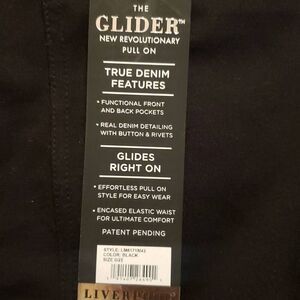 THE
GLIDER™
NEW REVOLUTIONARY
PULL ON
TRUE DENIM
FEATURES
• FUNCTIONAL FRONT
AND BACK POCKETS
• REAL DENIM DETAILING
WITH BUTTON & RIVETS
GLIDES
RIGHT ON
• EFFORTLESS PULL ON
STYLE FOR EASY WEAR
• ENCASED ELASTIC WAIST
FOR ULTIMATE COMFORT
PATENT PENDING
STYLE:
COLOR: BLACK
SIZE